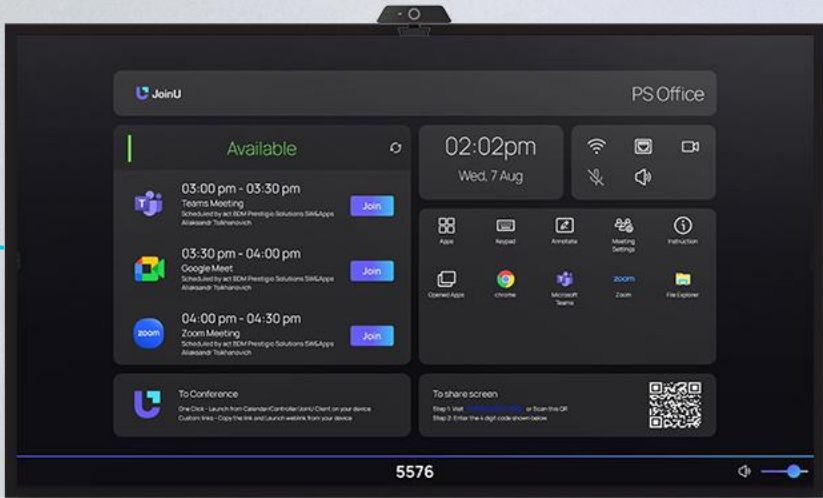 JoinU
PS Office
Available
03:00 pm - 03:30 pm
Teams Meeting
Scheduled by act BDM Prestigio Solutions SW&Apps
Aliaksandr Tsikhanovich
Join
03:30 pm - 04:00 pm
Google Meet
Scheduled by act BDM Prestigio Solutions SW&Apps
Aliaksandr Tsikhanovich
Join
zoom
04:00 pm - 04:30 pm
Zoom Meeting
Scheduled by act BDM Prestigio Solutions SW&Apps
Aliaksandr Tsikhanovich
Join
02:02pm
Wed, 7 Aug
Apps
Keypad
Annotate
Meeting
Settings
Instruction
Opened Apps
chrome
Microsoft
Teams
zoom
Zoom
File Explorer
To Conference
One Click - Launch from Calendar/Controller/JoinU Client on your device
Custom links - Copy the link and Launch weblink from your device
To share screen
Step 1: Visit or Scan this QR
Step 2: Enter the 4 digit code shown below
5576